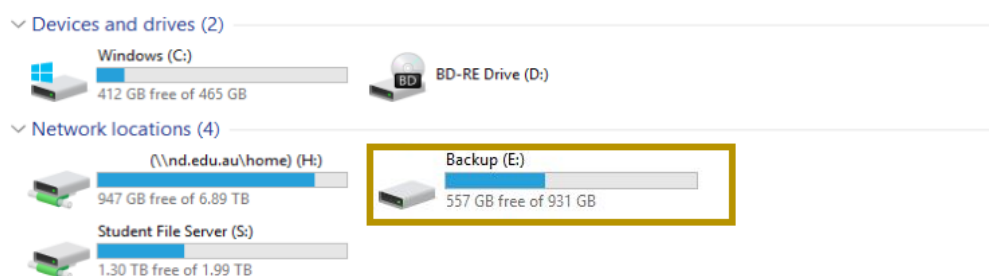 Devices and drives (2)
Windows (C:)
412 GB free of 465 GB
BD
BD-RE Drive (D:)
Network locations (4)
(\\nd.edu.au\home) (H:)
947 GB free of 6.89 TB
Backup (E:)
557 GB free of 931 GB
Student File Server (S:)
1.30 TB free of 1.99 TB